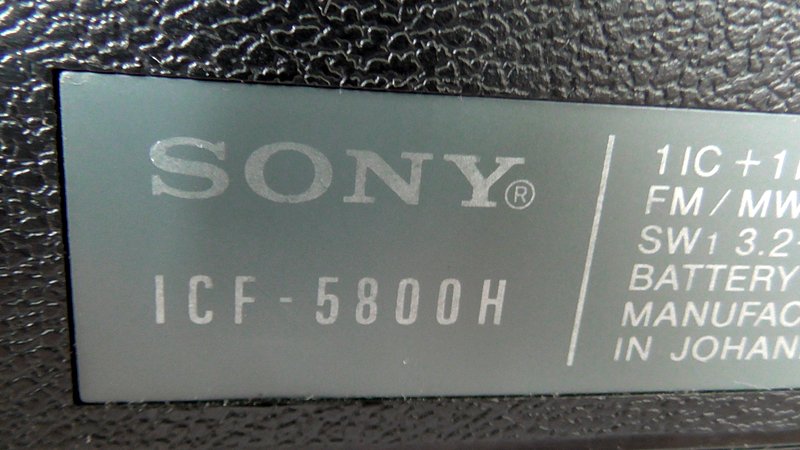 SONY®
ICF-5800H
1 IC + 1
FM / MW
SW1 3.2
BATTERY
MANUFAC
IN JOHAN